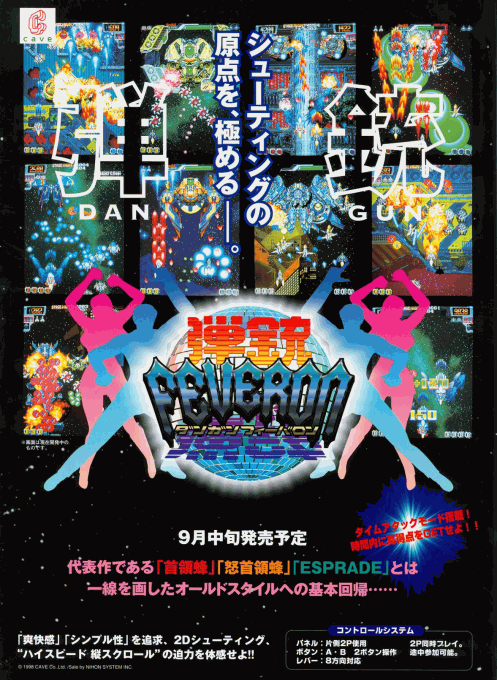 cave
シューティングの
原点を、極める——。
弾 銃
DAN GUN
弾銃
FEVERON
ダンガンフィーバロン
※画面は現在開発中の
ものです。
タイムアタックモード搭載！
時間内に高得点をGETせよ！！
9月中旬発売予定
代表作である「首領蜂」「怒首領蜂」「ESPRADE」とは
一線を画したオールドスタイルへの基本回帰……
「爽快感」「シンプル性」を追求、2Dシューティング、
“ハイスピード 縦スクロール”の迫力を体感せよ!!
© 1998 CAVE Co.,Ltd. /Sale by NIHON SYSTEM INC.
コントロールシステム
パネル：片側2P使用 2P同時プレイ。
ボタン：A・B 2ボタン操作 途中参加可能。
レバー：8方向対応